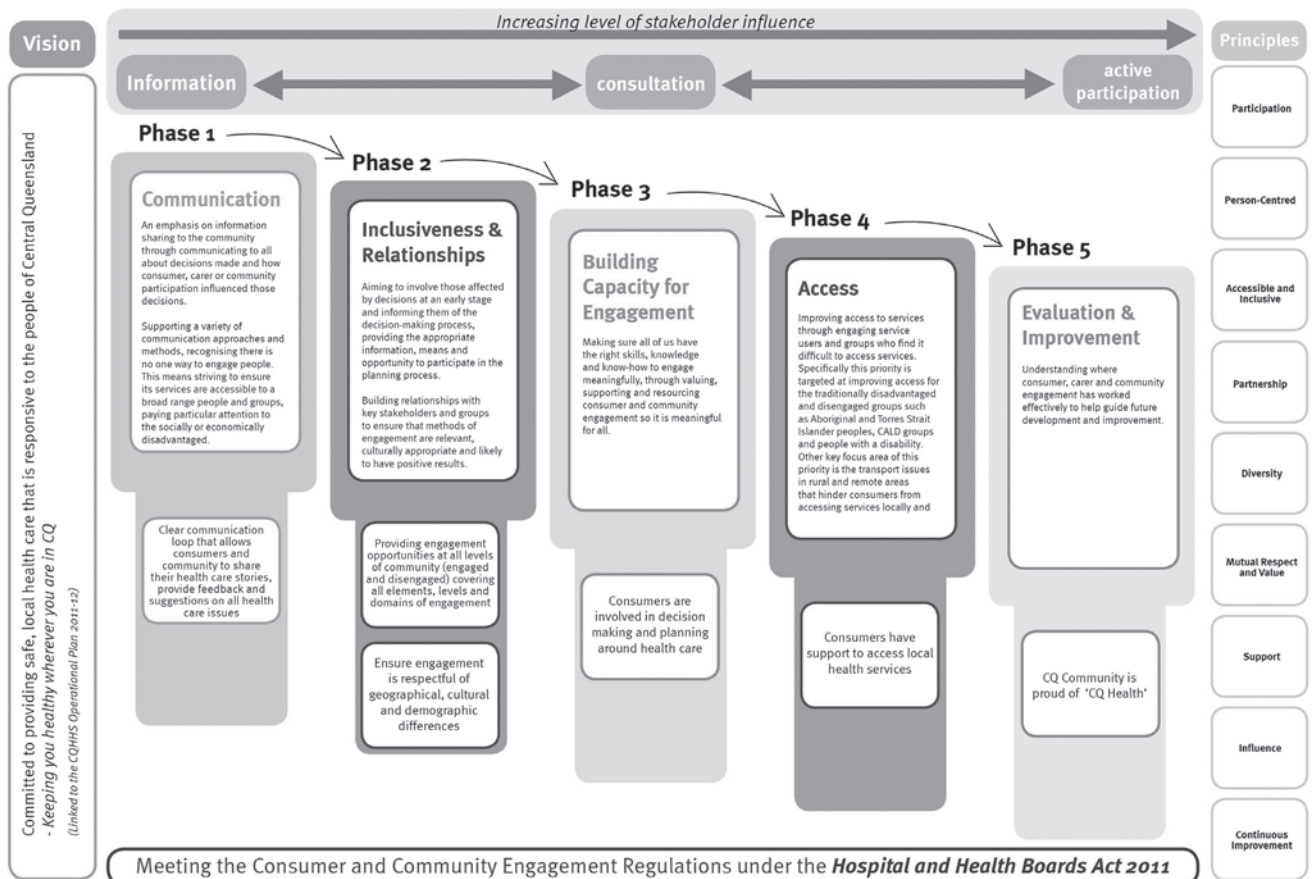 Vision
Committed to providing safe, local health care that is responsive to the people of Central Queensland
- Keeping you healthy wherever you are in CQ
(Linked to the CQHHS Operational Plan 2011-12)
Increasing level of stakeholder influence
Information
consultation
active
participation
Phase 1
Communication
An emphasis on information
sharing to the community
through communicating to all
about decisions made and how
consumer, carer or community
participation influenced those
decisions.
Supporting a variety of
communication approaches and
methods, recognising there is
no one way to engage people.
This means striving to ensure
its services are accessible to a
broad range people and groups,
paying particular attention to
the socially or economically
disadvantaged.
Clear communication
loop that allows
consumers and
community to share
their health care stories,
provide feedback and
suggestions on all health
care issues
Phase 2
Inclusiveness &
Relationships
Aiming to involve those affected
by decisions at an early stage
and informing them of the
decision-making process,
providing the appropriate
information, means and
opportunity to participate in the
planning process.
Building relationships with
key stakeholders and groups
to ensure that methods of
engagement are relevant,
culturally appropriate and likely
to have positive results.
Providing engagement
opportunities at all levels
of community (engaged
and disengaged) covering
all elements, levels and
domains of engagement
Ensure engagement
is respectful of
geographical, cultural
and demographic
differences
Phase 3
Building
Capacity for
Engagement
Making sure all of us have
the right skills, knowledge
and know-how to engage
meaningfully, through valuing,
supporting and resourcing
consumer and community
engagement so it is meaningful
for all.
Consumers are
involved in decision
making and planning
around health care
Phase 4
Access
Improving access to services
through engaging service
users and groups who find it
difficult to access services.
Specifically this priority is
targeted at improving access for
the traditionally disadvantaged
and disengaged groups such
as Aboriginal and Torres Strait
Islander peoples, CALD groups
and people with a disability.
Other key focus area of this
priority is the transport issues
in rural and remote areas
that hinder consumers from
accessing services locally and
Consumers have
support to access local
health services
Phase 5
Evaluation &
Improvement
Understanding where
consumer, carer and community
engagement has worked
effectively to help guide future
development and improvement.
CQ Community is
proud of 'CQ Health'
Principles
Participation
Person-Centred
Accessible and
Inclusive
Partnership
Diversity
Mutual Respect
and Value
Support
Influence
Continuous
Improvement
Meeting the Consumer and Community Engagement Regulations under the Hospital and Health Boards Act 2011